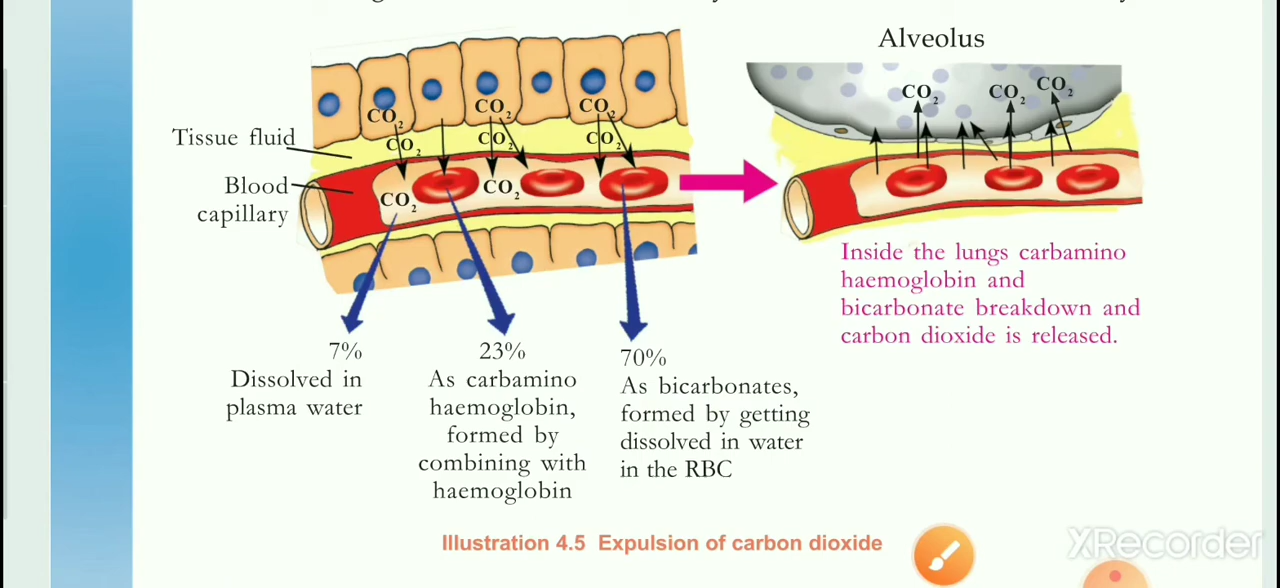 Alveolus
CO2
CO2
CO2
CO2
CO2
CO2
CO2
CO2
CO2
CO2
CO2
Tissue fluid
Blood
capillary
Inside the lungs carbamino
haemoglobin and
bicarbonate breakdown and
carbon dioxide is released.
7%
Dissolved in
plasma water
23%
As carbamino
haemoglobin,
formed by
combining with
haemoglobin
70%
As bicarbonates,
formed by getting
dissolved in water
in the RBC
Illustration 4.5 Expulsion of carbon dioxide
XRecorder